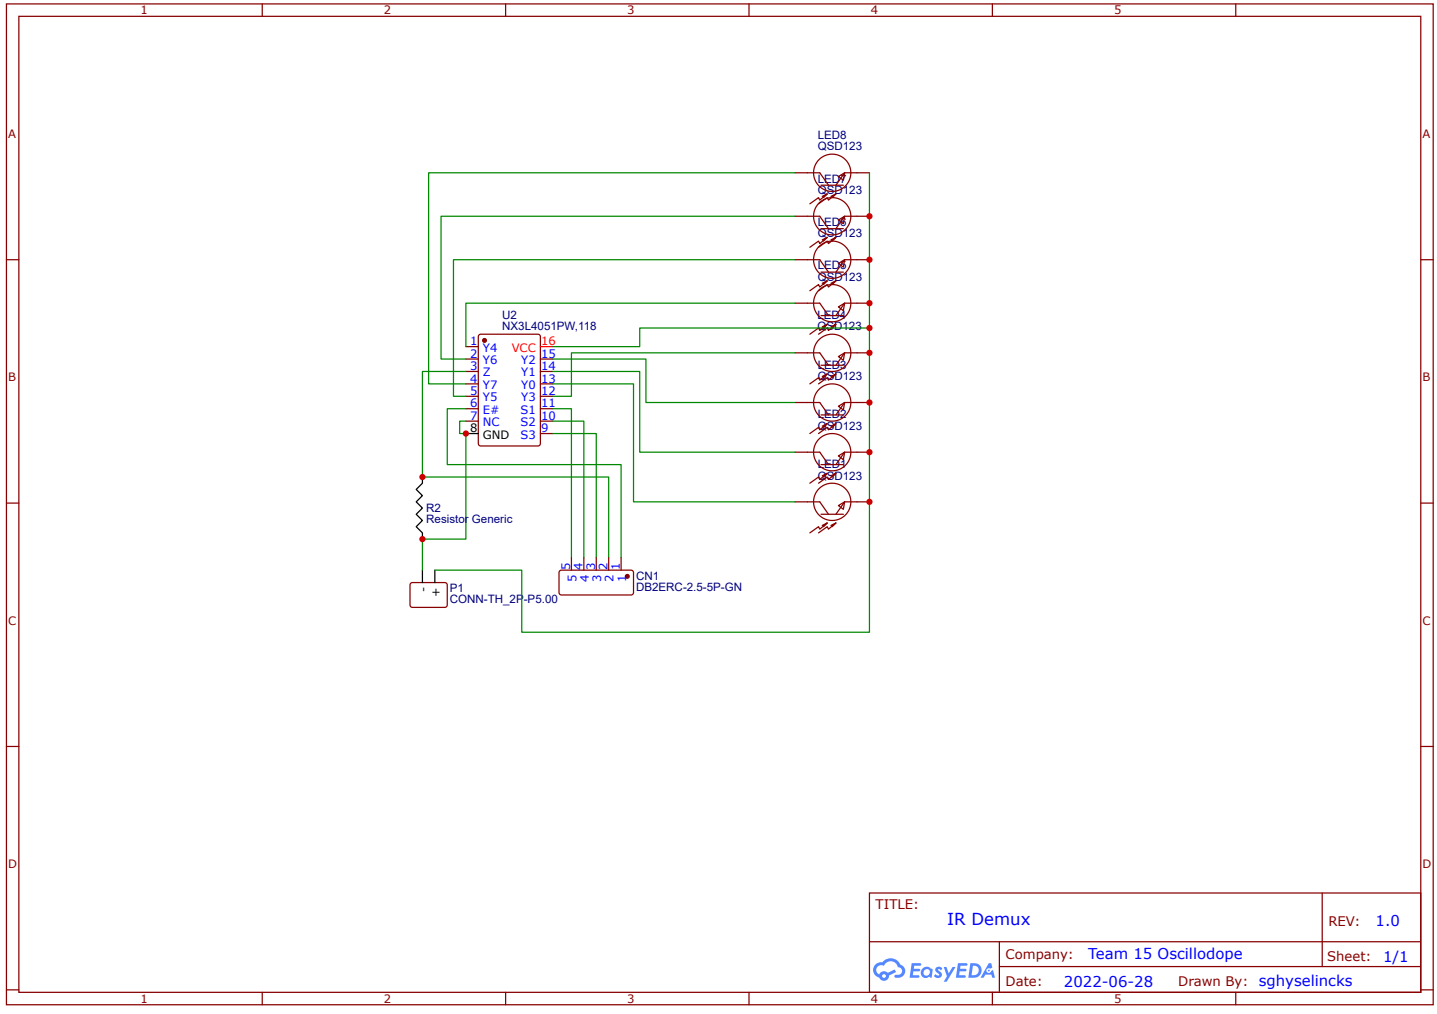 1 2 3 4 5
A
A
LED8
QSD123
LED7
QSD123
LED6
QSD123
LED5
QSD123
LED4
QSD123
LED3
QSD123
LED2
QSD123
LED1
QSD123
U2
NX3L4051PW,118
1 Y4 VCC 16
2 Y6 Y2 15
3 Z Y1 14
4 Y7 Y0 13
5 Y5 Y3 12
6 E# S1 11
7 NC S2 10
8 GND S3 9
B
B
R2
Resistor Generic
5 4 3 2 1
5 4 3 2 1
CN1
DB2ERC-2.5-5P-GN
- +
P1
CONN-TH_2P-P5.00
C
C
D
D
TITLE:
IR Demux
REV: 1.0
EasyEDA
Company: Team 15 Oscillodope
Sheet: 1/1
Date: 2022-06-28 Drawn By: sghyselincks
1 2 3 4 5